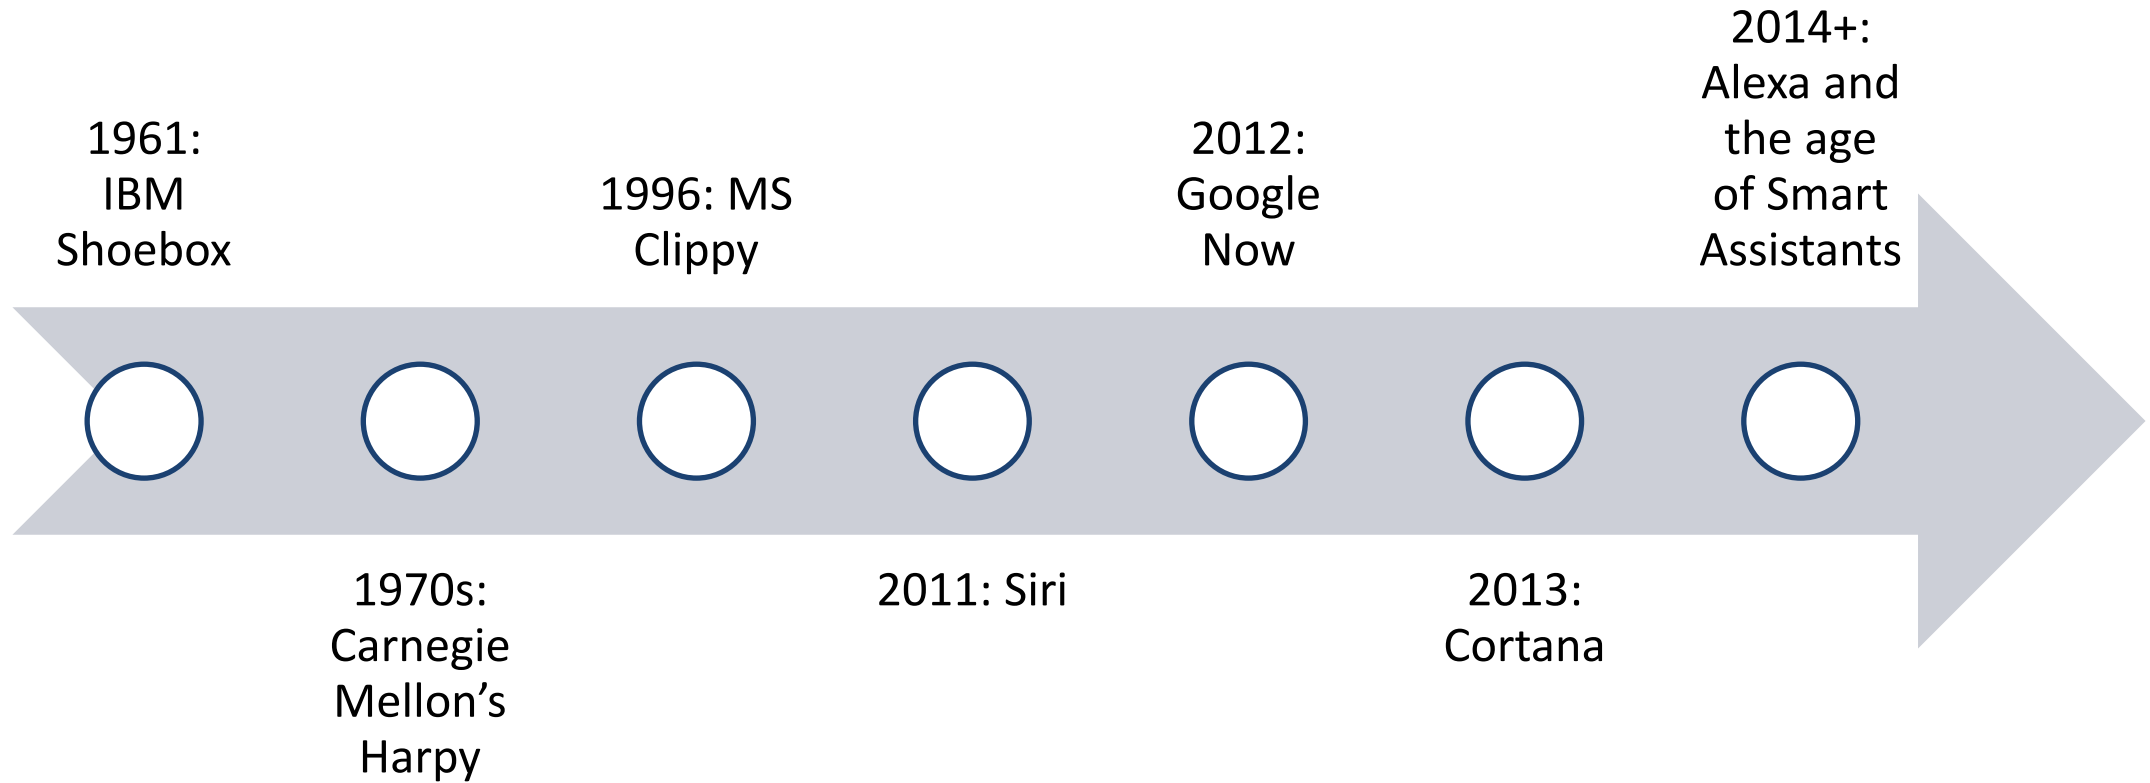 1961:
IBM
Shoebox
1970s:
Carnegie
Mellon’s
Harpy
1996: MS
Clippy
2011: Siri
2012:
Google
Now
2013:
Cortana
2014+:
Alexa and
the age
of Smart
Assistants